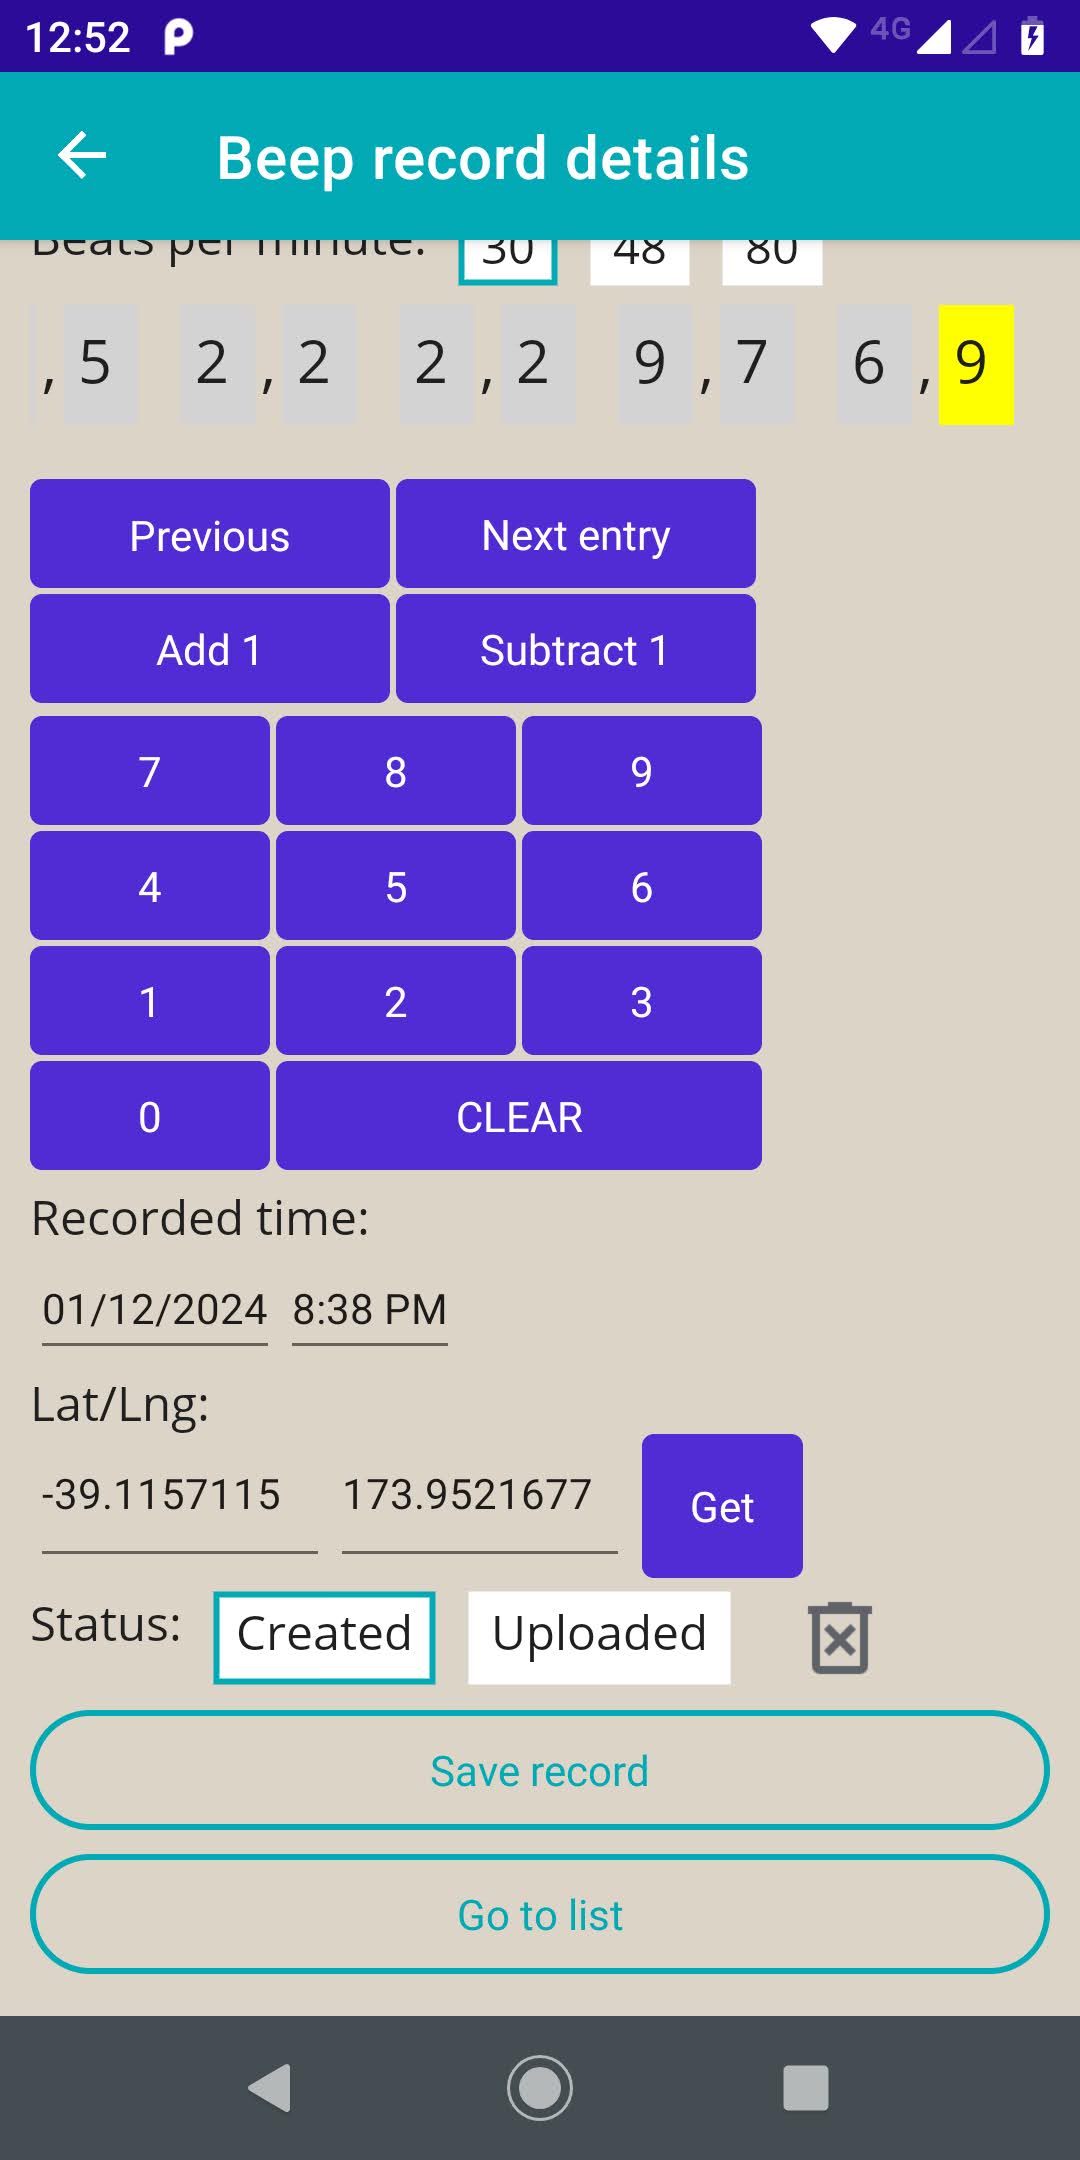 12:52 4G
Beep record details
Beats per minute: 30 48 80
, 5 2 , 2 2 , 2 9 , 7 6 , 9
Previous Next entry
Add 1 Subtract 1
7 8 9
4 5 6
1 2 3
0 CLEAR
Recorded time:
01/12/2024 8:38 PM
Lat/Lng:
-39.1157115 173.9521677 Get
Status: Created Uploaded
Save record
Go to list